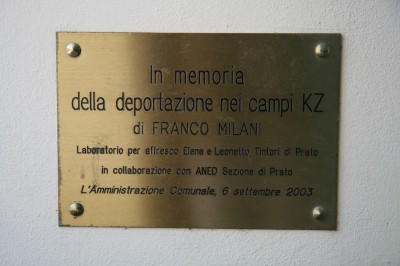 In memoria
della deportazione nei campi KZ
di FRANCO MILANI
Laboratorio per affresco Elena e Leonetto Tintori di Prato
in collaborazione con ANED Sezione di Prato
L'Amministrazione Comunale, 6 settembre 2003